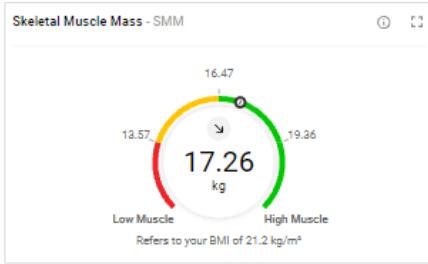 Skeletal Muscle Mass - SMM
16.47
13.57
19.36
17.26
kg
Low Muscle
High Muscle
Refers to your BMI of 21.2 kg/m²